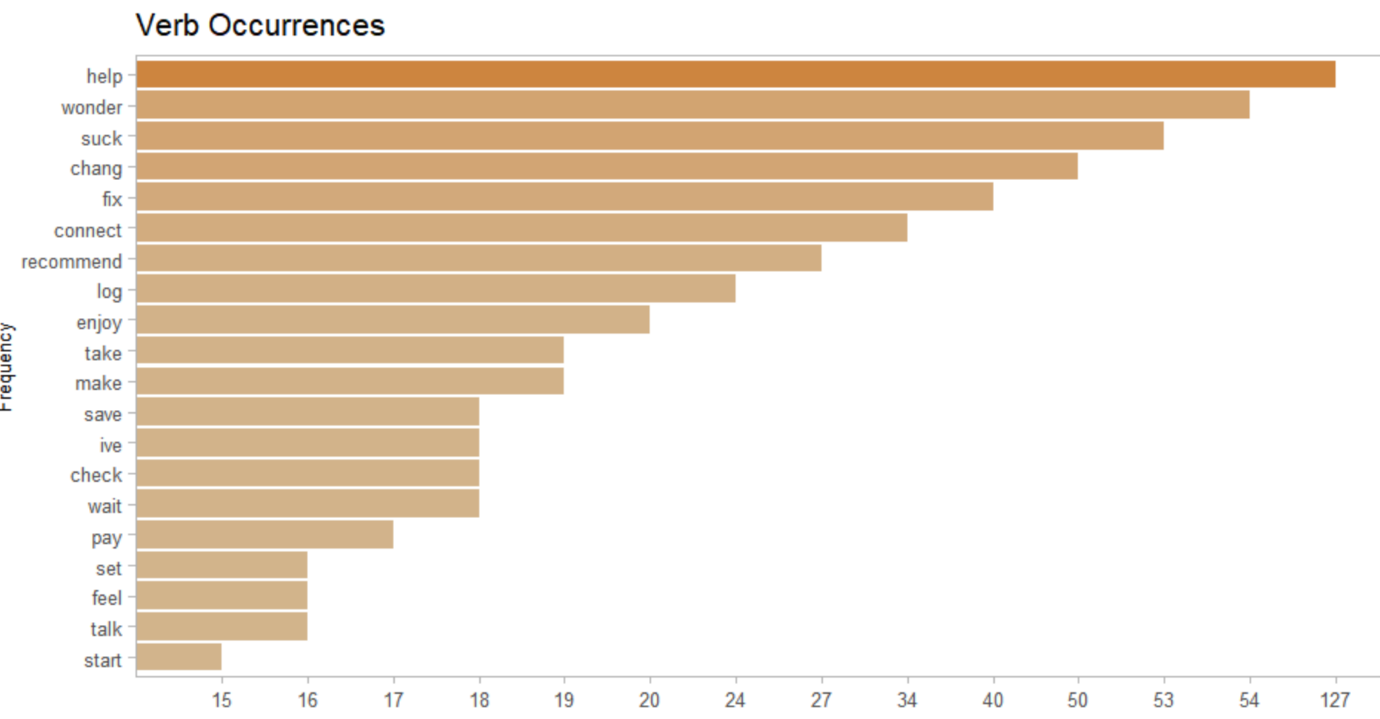 Verb Occurrences
help
wonder
suck
chang
fix
connect
recommend
log
enjoy
take
make
save
ive
check
wait
pay
set
feel
talk
start
Frequency
15 16 17 18 19 20 24 27 34 40 50 53 54 127